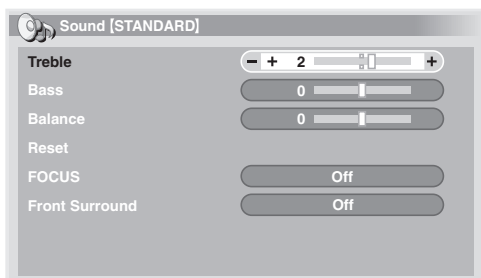 Sound [STANDARD]
Treble − + 2 +
Bass 0
Balance 0
Reset
FOCUS Off
Front Surround Off